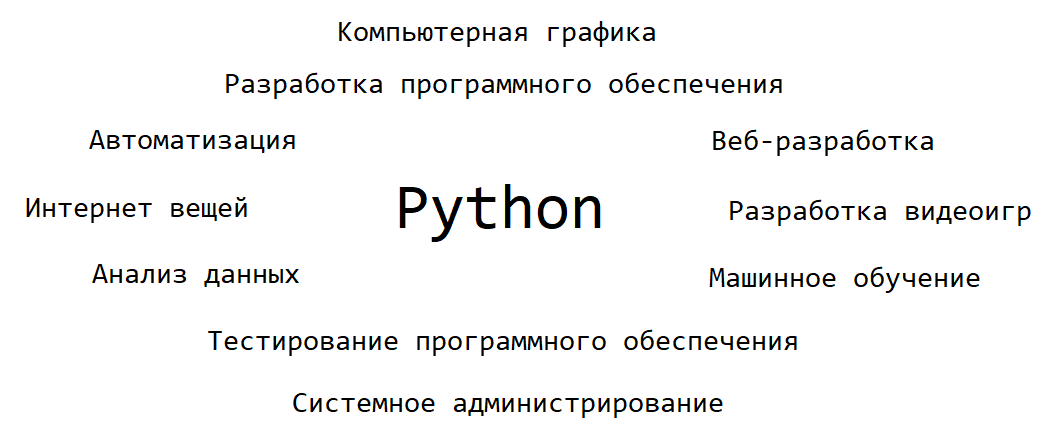 Компьютерная графика
Разработка программного обеспечения
Автоматизация
Веб-разработка
Интернет вещей
Python
Разработка видеоигр
Анализ данных
Машинное обучение
Тестирование программного обеспечения
Системное администрирование